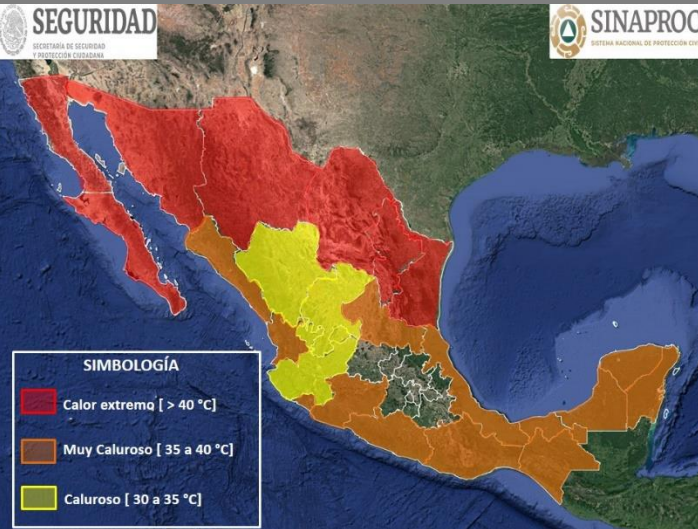 SEGURIDAD
SECRETARÍA DE SEGURIDAD
Y PROTECCIÓN CIUDADANA
SINAPROC
SISTEMA NACIONAL DE PROTECCIÓN CIV
SIMBOLOGÍA
Calor extremo [ > 40 °C]
Muy Caluroso [ 35 a 40 °C]
Caluroso [ 30 a 35 °C]